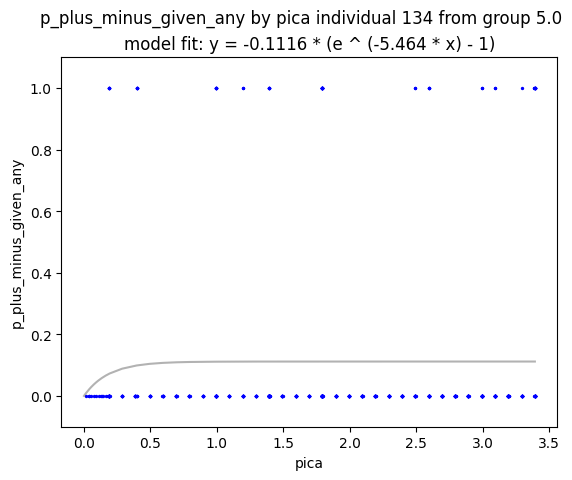 p_plus_minus_given_any by pica individual 134 from group 5.0
model fit: y = -0.1116 * (e ^ (-5.464 * x) - 1)
1.0
0.8
0.6
0.4
0.2
0.0
p_plus_minus_given_any
0.0 0.5 1.0 1.5 2.0 2.5 3.0 3.5
pica